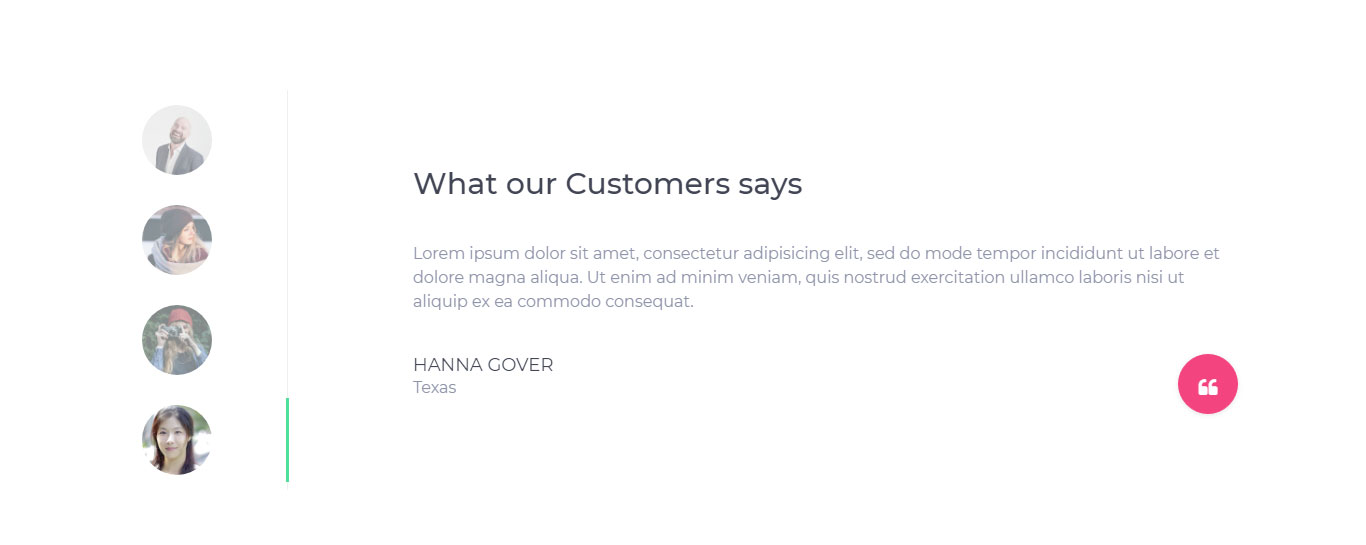 What our Customers says
Lorem ipsum dolor sit amet, consectetur adipisicing elit, sed do mode tempor incididunt ut labore et
dolore magna aliqua. Ut enim ad minim veniam, quis nostrud exercitation ullamco laboris nisi ut
aliquip ex ea commodo consequat.
HANNA GOVER
Texas